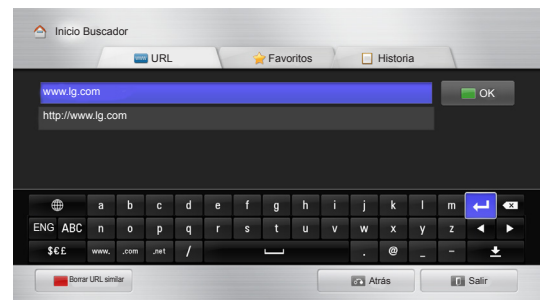 Inicio Buscador
URL Favoritos Historia
www.lg.com OK
http://www.lg.com
a b c d e f g h i j k l m
ENG ABC n o p q r s t u v w x y z
$€£ www. .com .net / . @ _ -
Borrar URL similar Atrás Salir